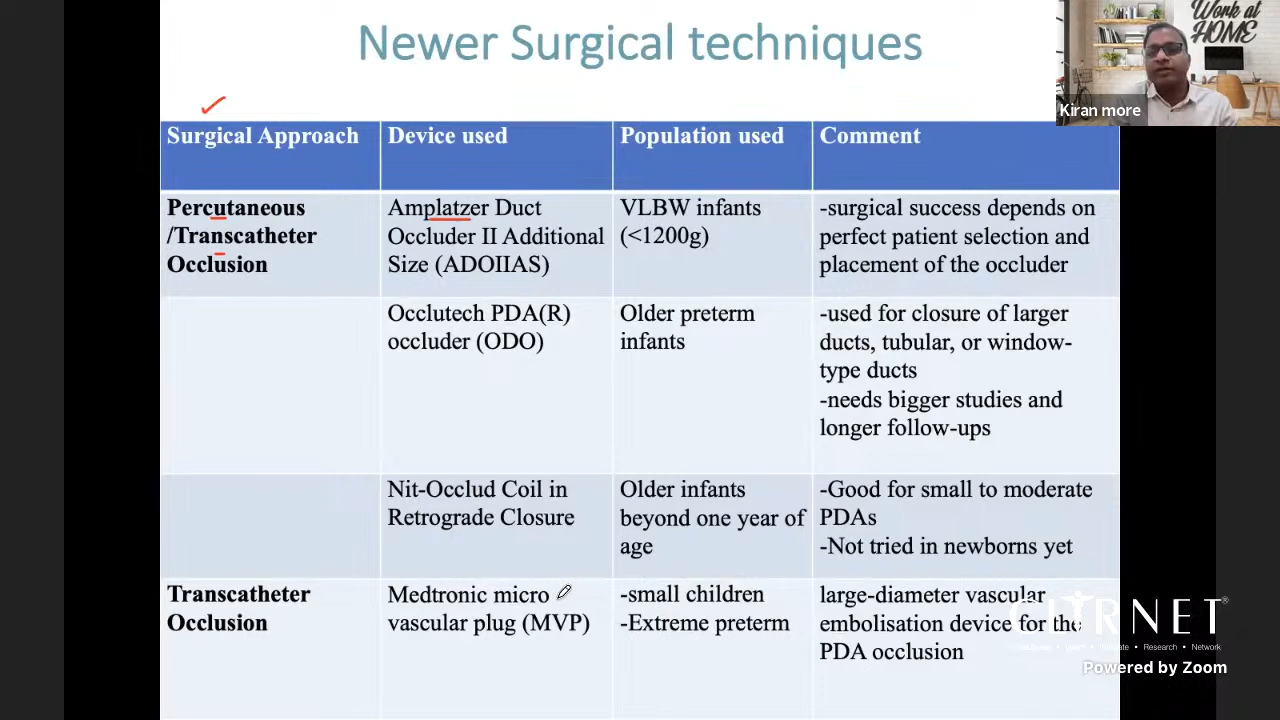 Newer Surgical techniques
Work at
HOME
Kiran more
Surgical Approach
Device used
Population used
Comment
Percutaneous
/Transcatheter
Occlusion
Amplatzer Duct
Occluder II Additional
Size (ADOIIAS)
VLBW infants
(<1200g)
-surgical success depends on
perfect patient selection and
placement of the occluder
Occlutech PDA(R)
occluder (ODO)
Older preterm
infants
-used for closure of larger
ducts, tubular, or window-
type ducts
-needs bigger studies and
longer follow-ups
Nit-Occlud Coil in
Retrograde Closure
Older infants
beyond one year of
age
-Good for small to moderate
PDAs
-Not tried in newborns yet
Transcatheter
Occlusion
Medtronic micro
vascular plug (MVP)
-small children
-Extreme preterm
large-diameter vascular
embolisation device for the
PDA occlusion
CLIRNET®
• Research • Network
Powered by Zoom